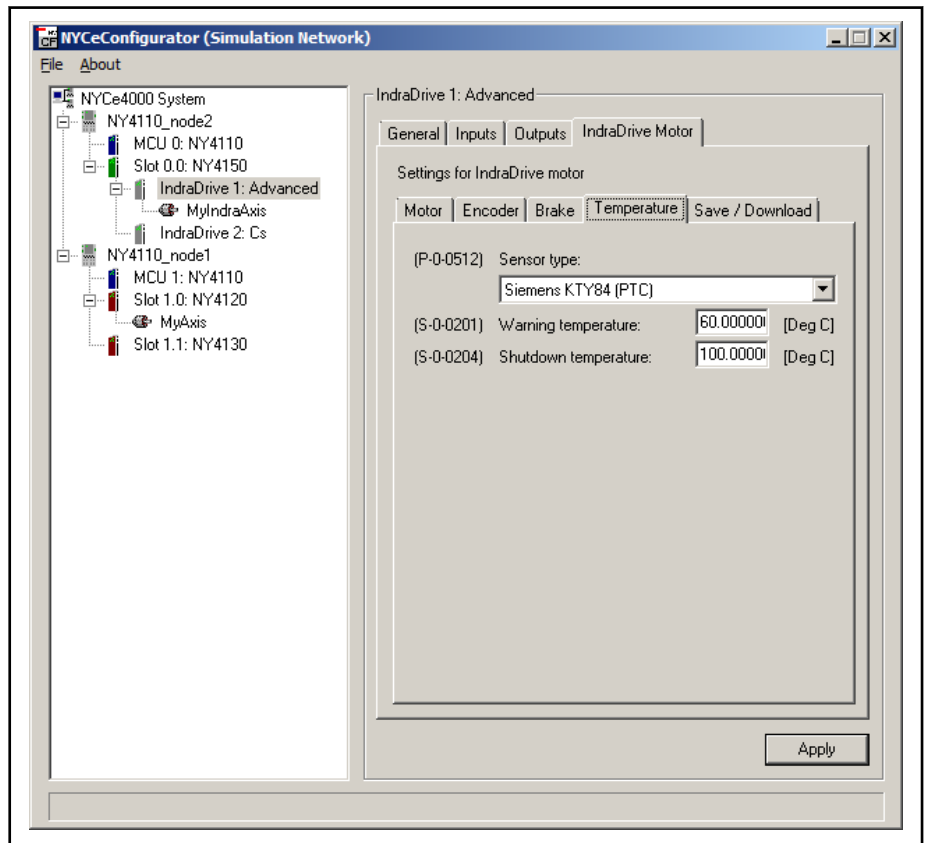 NYCeConfigurator (Simulation Network)
File About
NYCe4000 System
NY4110_node2
MCU 0: NY4110
Slot 0.0: NY4150
IndraDrive 1: Advanced
MyIndraAxis
IndraDrive 2: Cs
NY4110_node1
MCU 1: NY4110
Slot 1.0: NY4120
MyAxis
Slot 1.1: NY4130
IndraDrive 1: Advanced
General Inputs Outputs IndraDrive Motor
Settings for IndraDrive motor
Motor Encoder Brake Temperature Save / Download
(P-0-0512) Sensor type:
Siemens KTY84 (PTC)
(S-0-0201) Warning temperature: 60.00000 [Deg C]
(S-0-0204) Shutdown temperature: 100.0000 [Deg C]
Apply